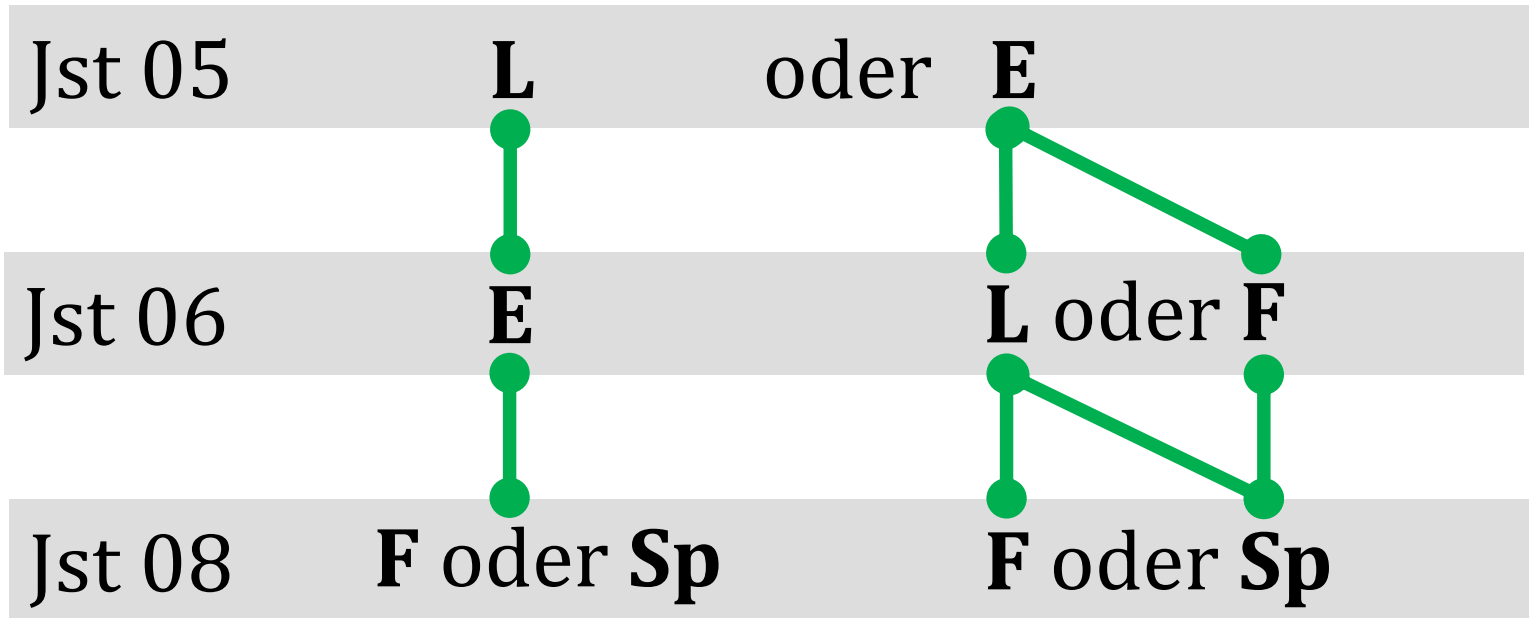 Jst 05 L oder E
Jst 06 E L oder F
Jst 08 F oder Sp F oder Sp